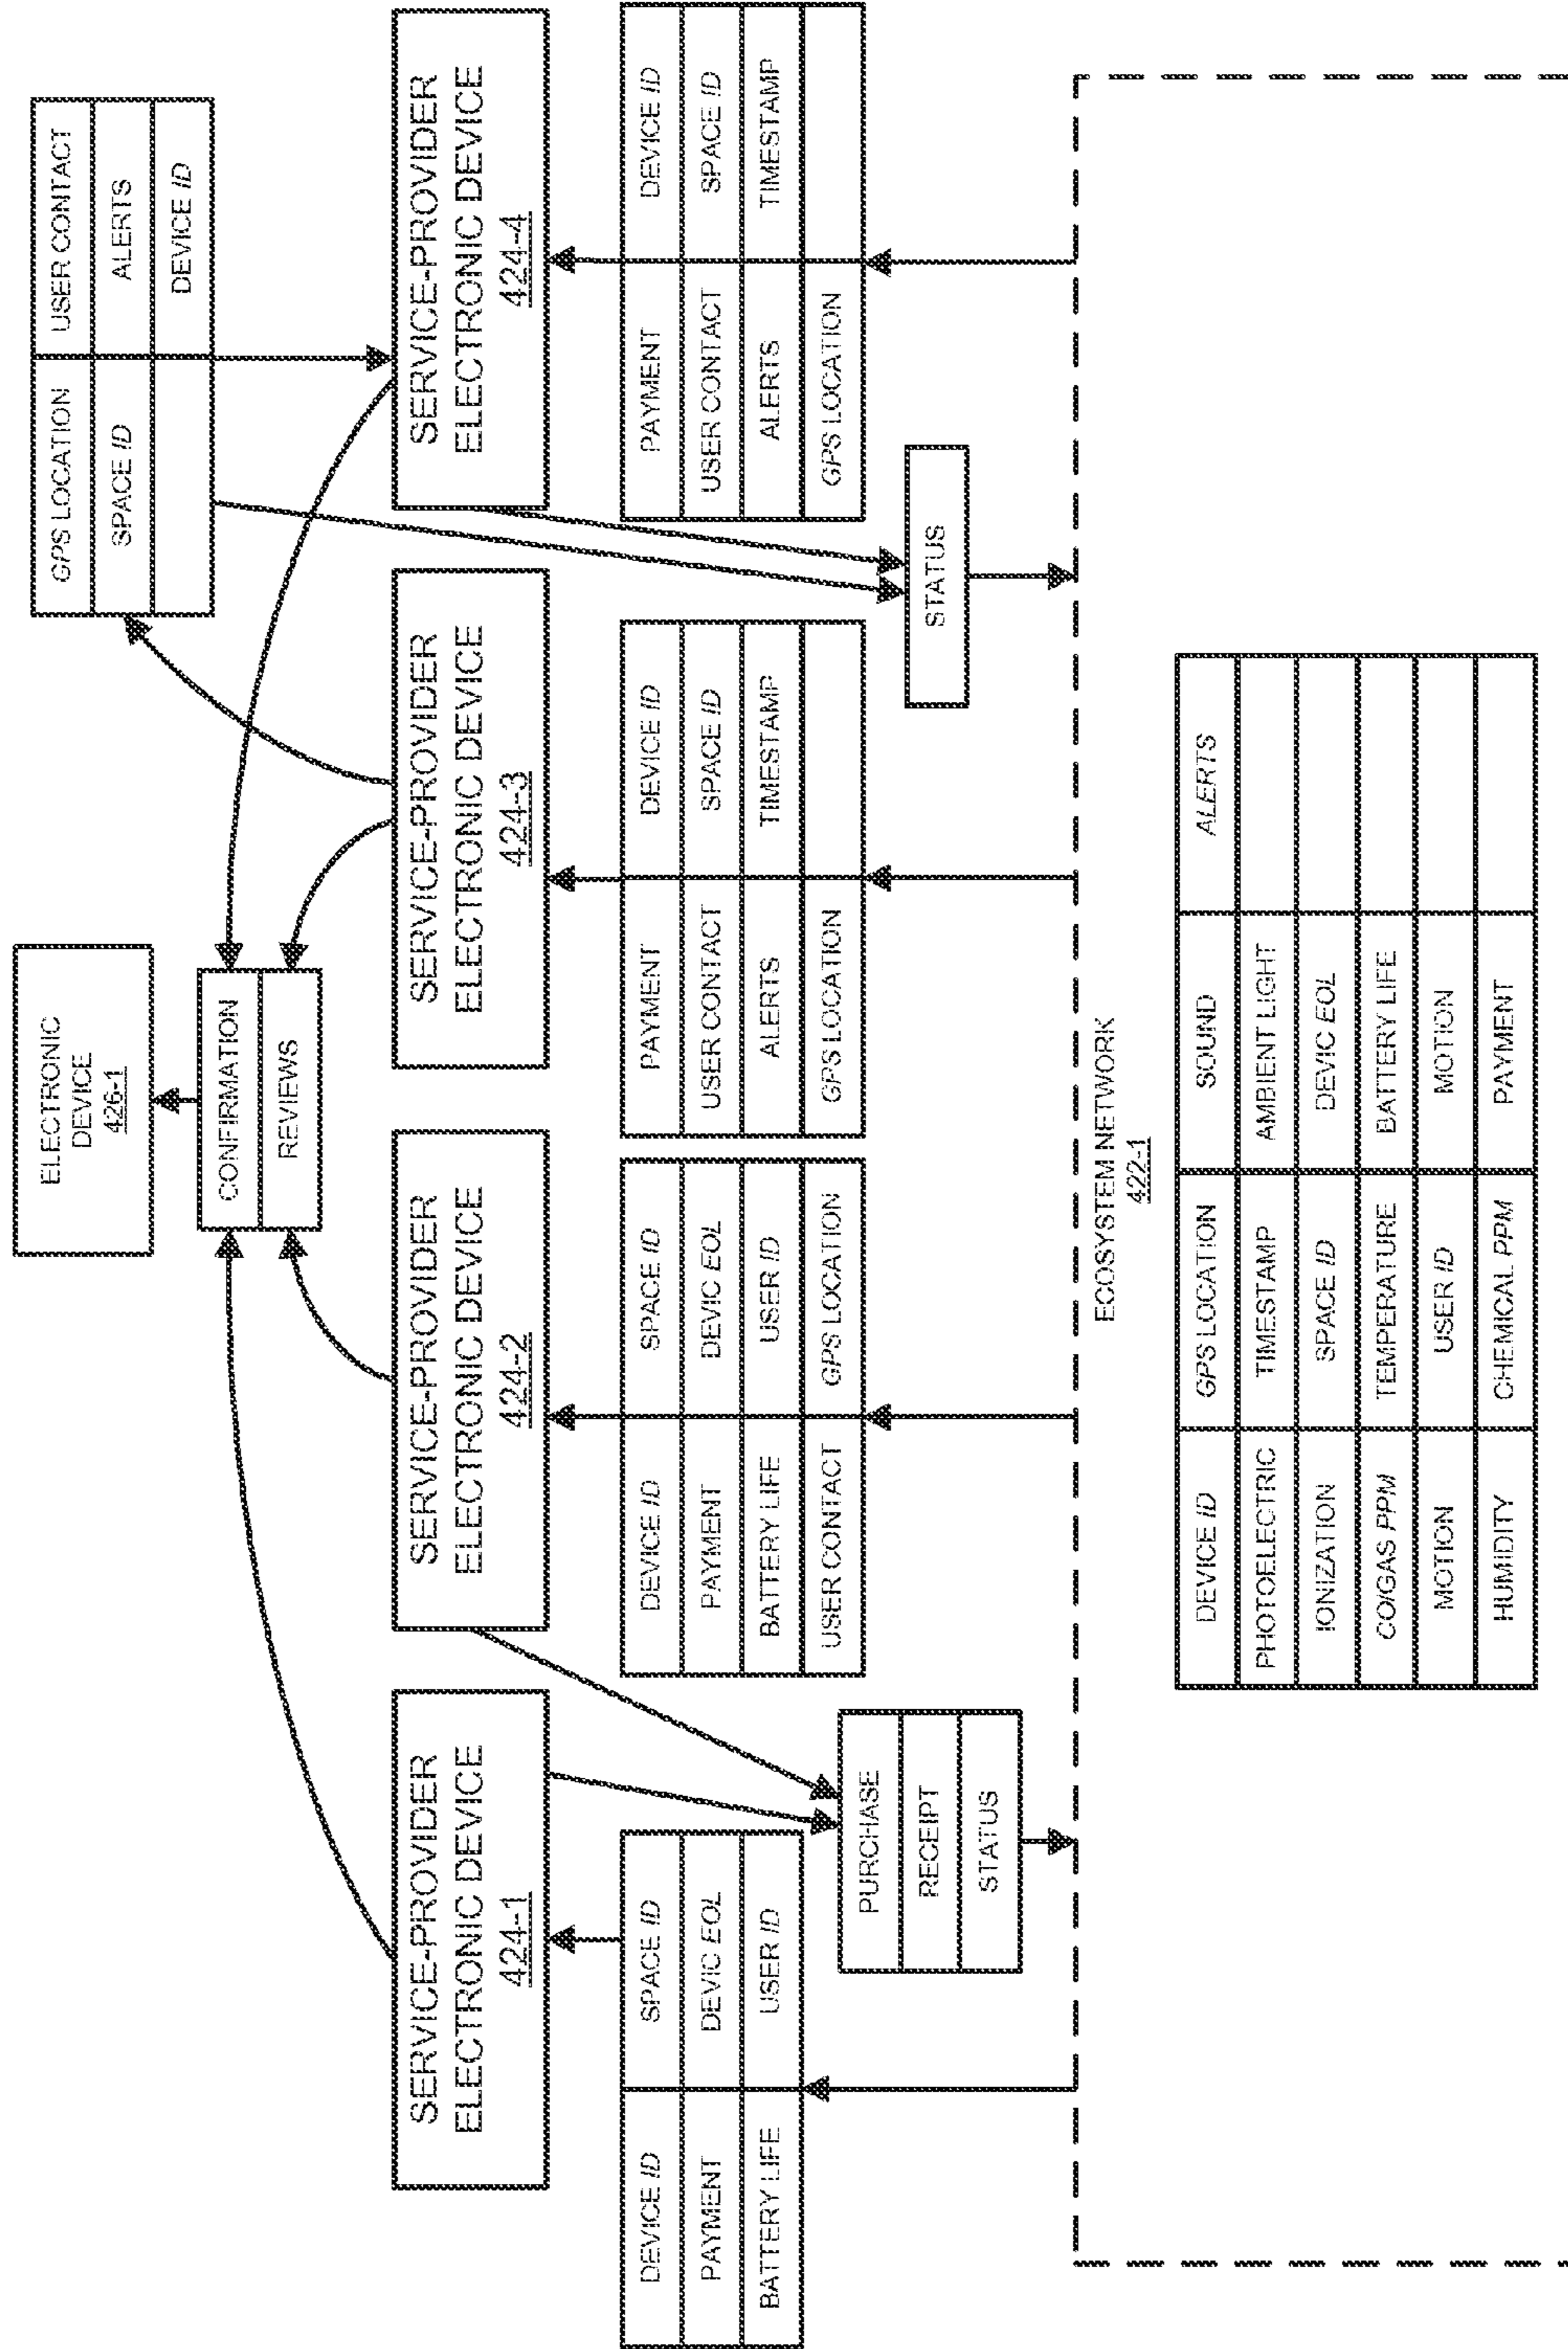 ELECTRONIC
DEVICE
426-1
CONFIRMATION
REVIEWS
GPS LOCATION USER CONTACT
SPACE ID ALERTS
DEVICE ID
SERVICE-PROVIDER
ELECTRONIC DEVICE
424-1
SERVICE-PROVIDER
ELECTRONIC DEVICE
424-2
SERVICE-PROVIDER
ELECTRONIC DEVICE
424-3
SERVICE-PROVIDER
ELECTRONIC DEVICE
424-4
DEVICE ID SPACE ID
PAYMENT DEVIC EOL
BATTERY LIFE USER ID
DEVICE ID SPACE ID
PAYMENT DEVIC EOL
BATTERY LIFE USER ID
USER CONTACT GPS LOCATION
PAYMENT DEVICE ID
USER CONTACT SPACE ID
ALERTS TIMESTAMP
GPS LOCATION
PAYMENT DEVICE ID
USER CONTACT SPACE ID
ALERTS TIMESTAMP
GPS LOCATION
PURCHASE
RECEIPT
STATUS
STATUS
ECOSYSTEM NETWORK
422-1
DEVICE ID GPS LOCATION SOUND ALERTS
PHOTOELECTRIC TIMESTAMP AMBIENT LIGHT
IONIZATION SPACE ID DEVIC EOL
CO/GAS PPM TEMPERATURE BATTERY LIFE
MOTION USER ID MOTION
HUMIDITY CHEMICAL PPM PAYMENT